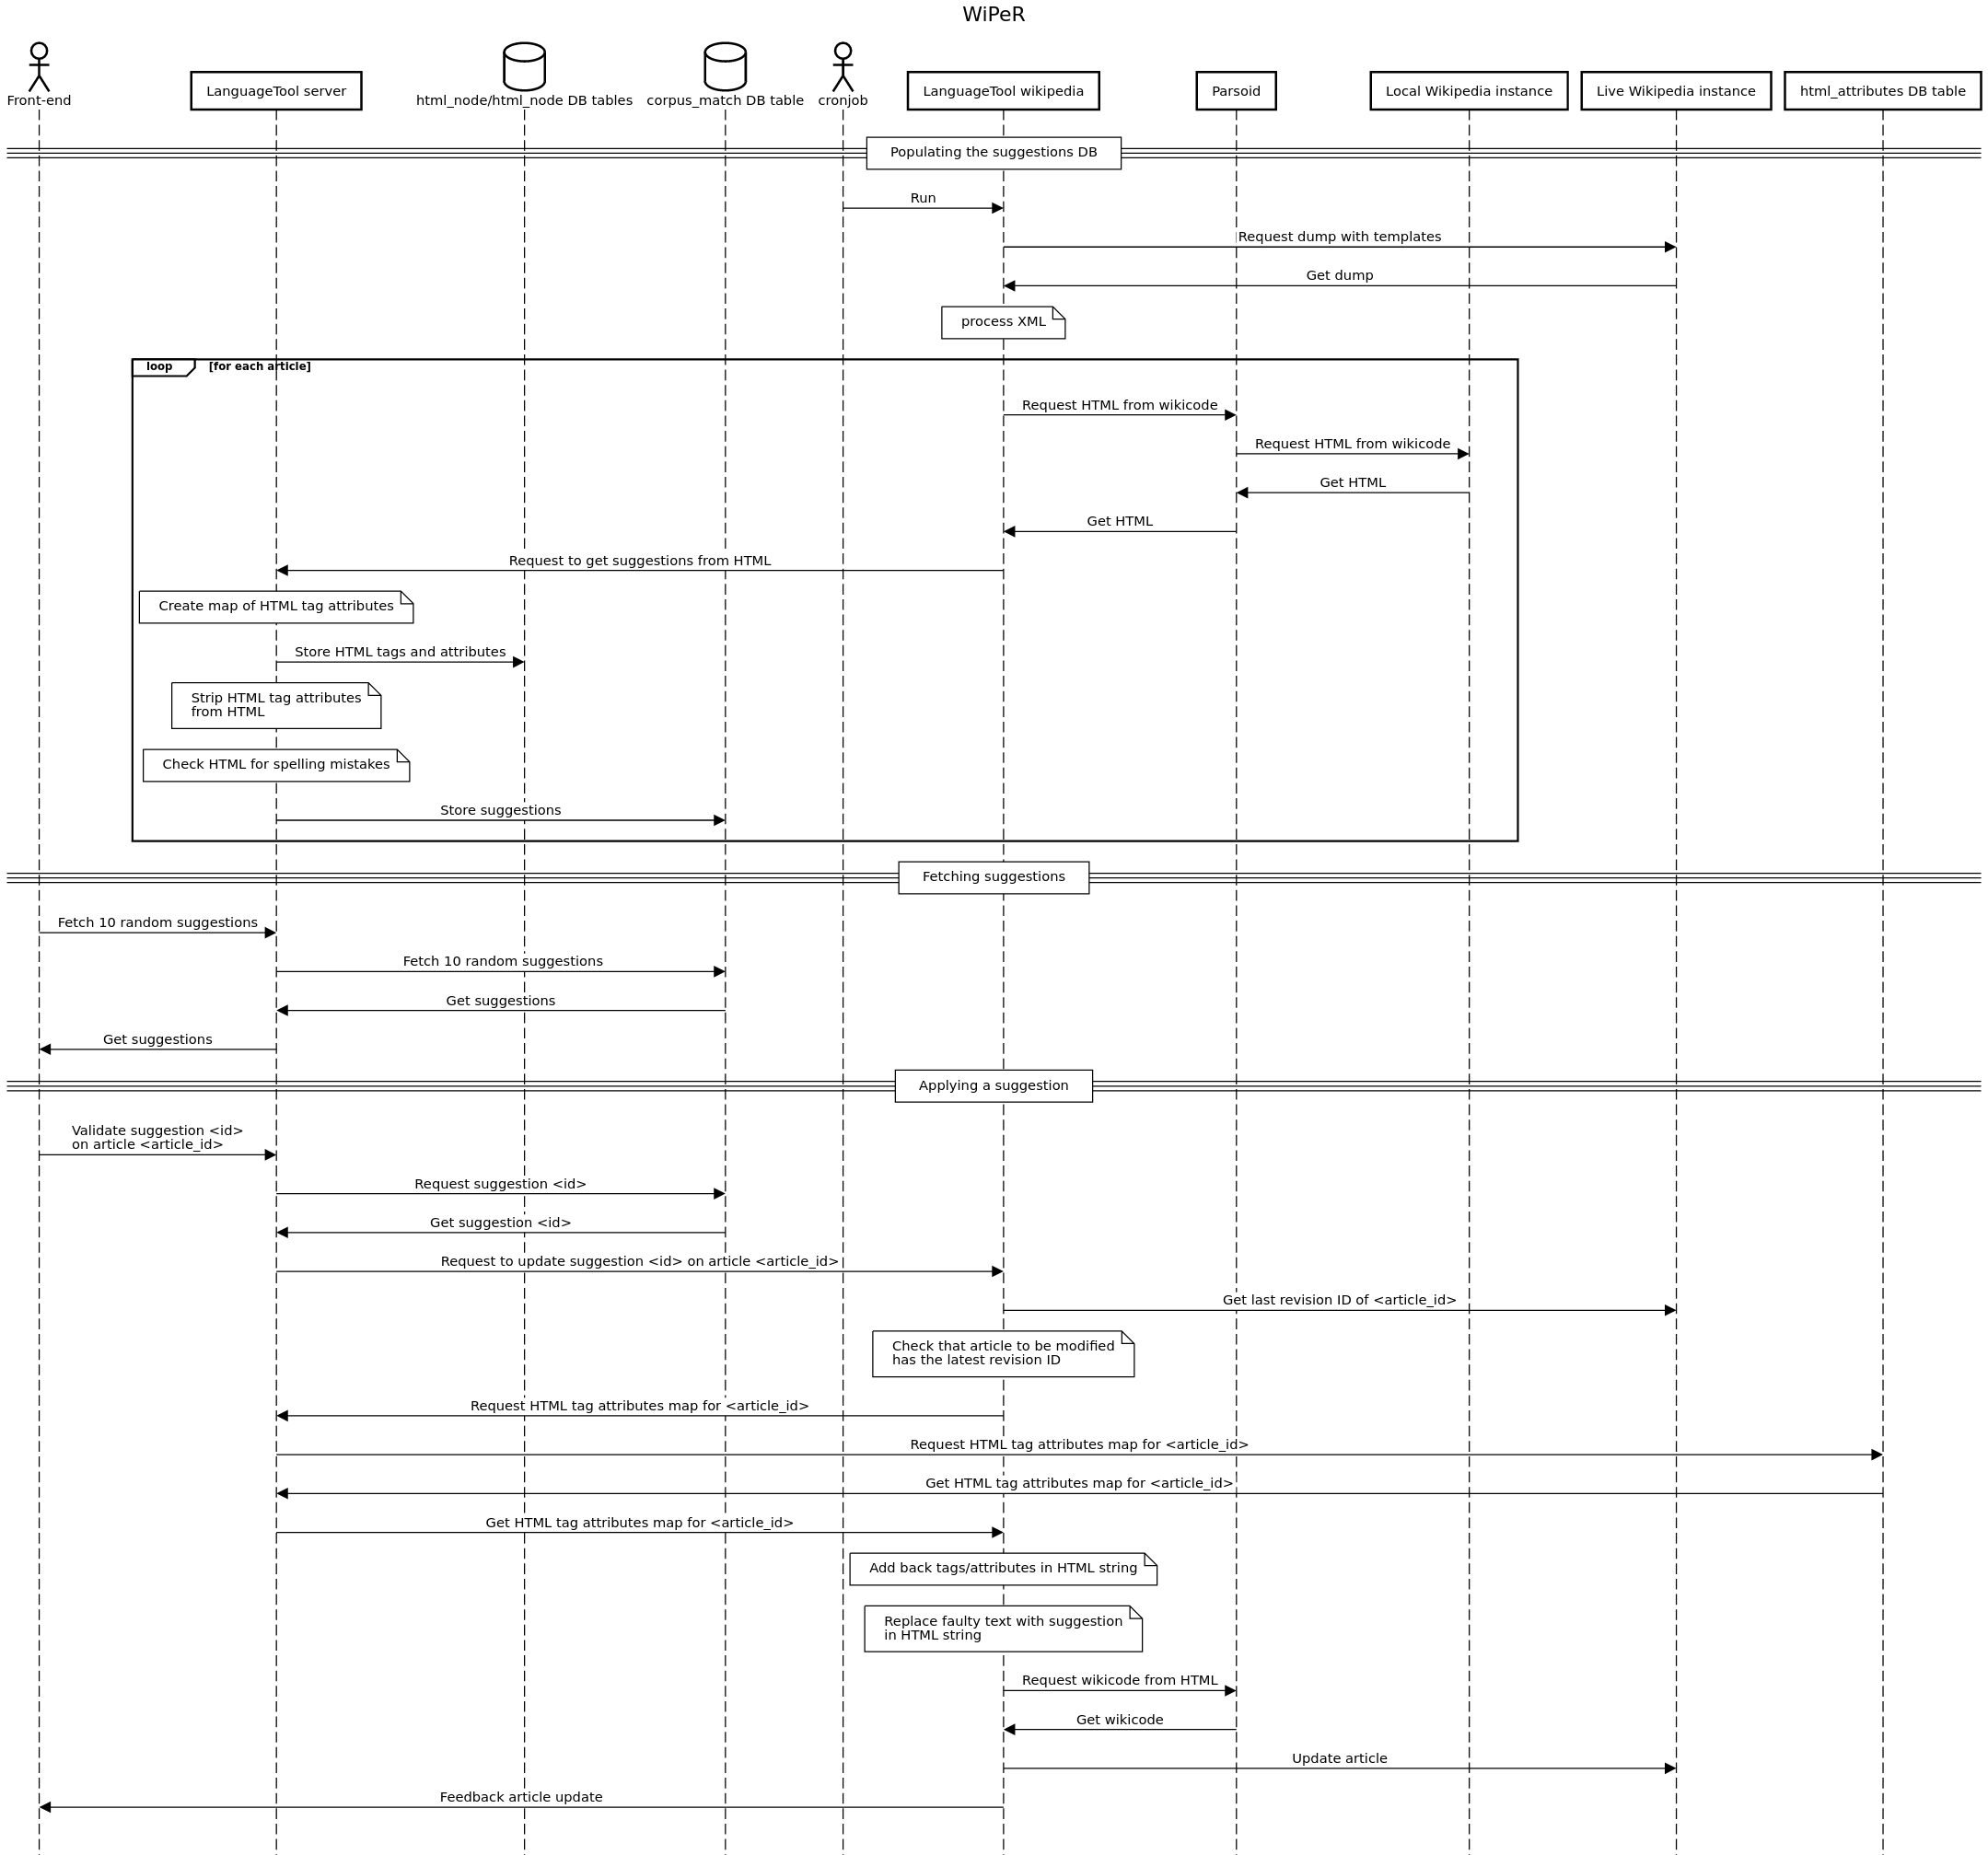 WiPeR
Front-end
LanguageTool server
html_node/html_node DB tables
corpus_match DB table
cronjob
LanguageTool wikipedia
Parsoid
Local Wikipedia instance
Live Wikipedia instance
html_attributes DB table
Populating the suggestions DB
Run
Request dump with templates
Get dump
process XML
loop
[for each article]
Request HTML from wikicode
Request HTML from wikicode
Get HTML
Get HTML
Request to get suggestions from HTML
Create map of HTML tag attributes
Store HTML tags and attributes
Strip HTML tag attributes
from HTML
Check HTML for spelling mistakes
Store suggestions
Fetching suggestions
Fetch 10 random suggestions
Fetch 10 random suggestions
Get suggestions
Get suggestions
Applying a suggestion
Validate suggestion <id>
on article <article_id>
Request suggestion <id>
Get suggestion <id>
Request to update suggestion <id> on article <article_id>
Get last revision ID of <article_id>
Check that article to be modified
has the latest revision ID
Request HTML tag attributes map for <article_id>
Request HTML tag attributes map for <article_id>
Get HTML tag attributes map for <article_id>
Get HTML tag attributes map for <article_id>
Add back tags/attributes in HTML string
Replace faulty text with suggestion
in HTML string
Request wikicode from HTML
Get wikicode
Update article
Feedback article update